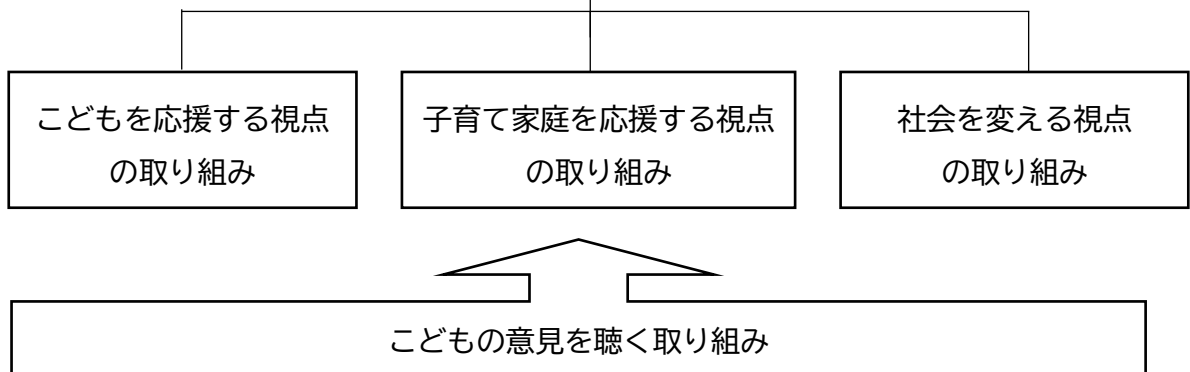 こどもを応援する視点
の取り組み
子育て家庭を応援する視点
の取り組み
社会を変える視点
の取り組み
こどもの意見を聴く取り組み